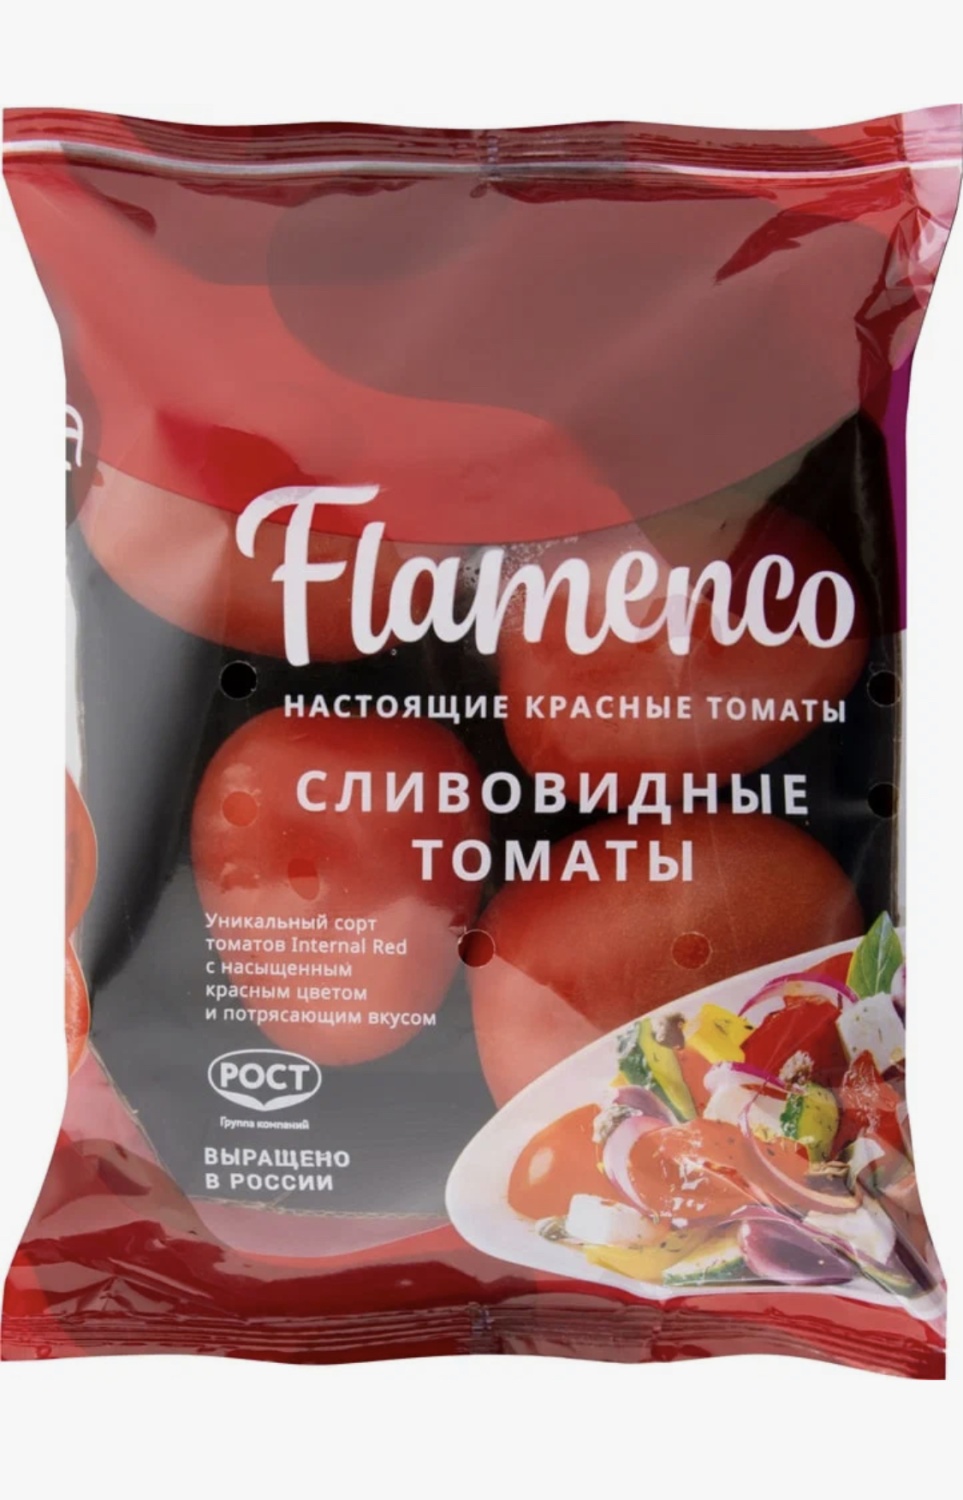 Flamenco
НАСТОЯЩИЕ КРАСНЫЕ ТОМАТЫ
СЛИВОВИДНЫЕ
ТОМАТЫ
Уникальный сорт
томатов Internal Red
с насыщенным
красным цветом
и потрясающим вкусом
РОСТ
Группа компаний
ВЫРАЩЕНО
В РОССИИ